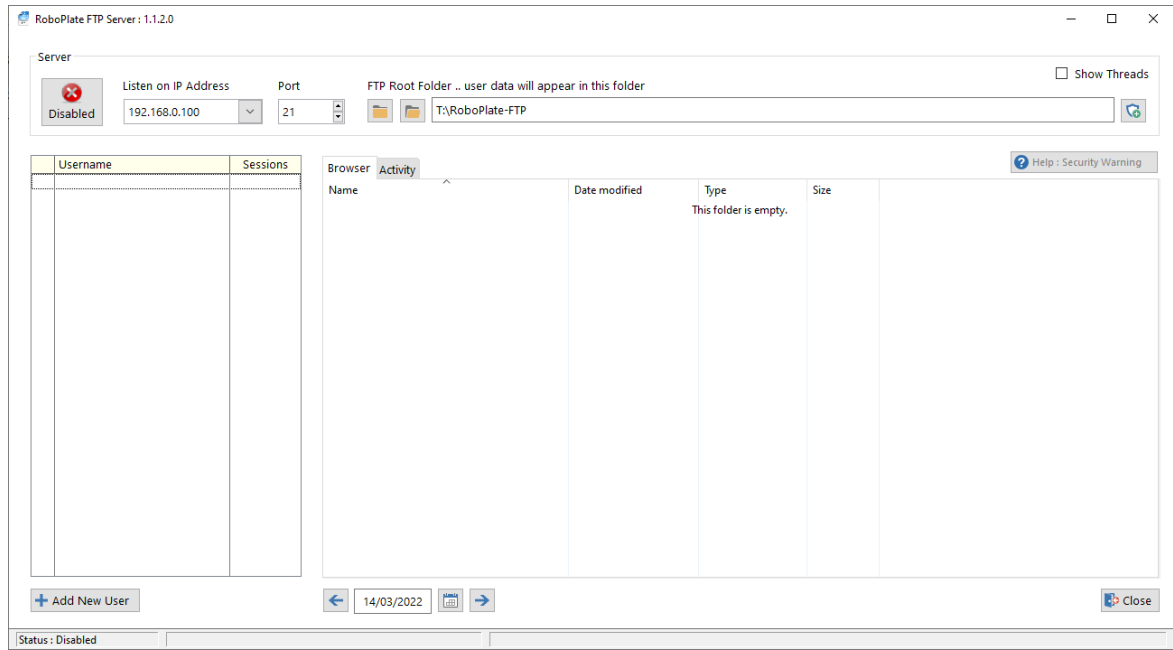 RoboPlate FTP Server : 1.1.2.0
Server
Show Threads
Listen on IP Address
Port
FTP Root Folder .. user data will appear in this folder
Disabled
192.168.0.100
21
T:\RoboPlate-FTP
Username
Sessions
Browser
Activity
Help : Security Warning
Name
Date modified
Type
Size
This folder is empty.
Add New User
14/03/2022
Close
Status : Disabled